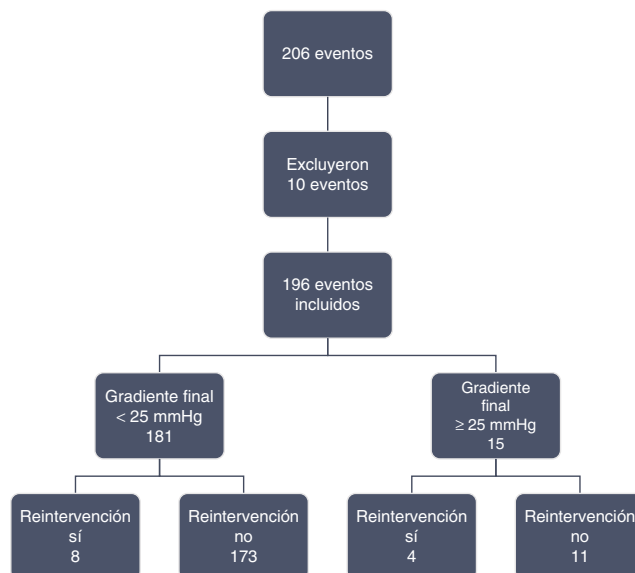 206 eventos
Excluyeron
10 eventos
196 eventos
incluidos
Gradiente final
< 25 mmHg
181
Gradiente
final
≥ 25 mmHg
15
Reintervención
sí
8
Reintervención
no
173
Reintervención
sí
4
Reintervención
no
11